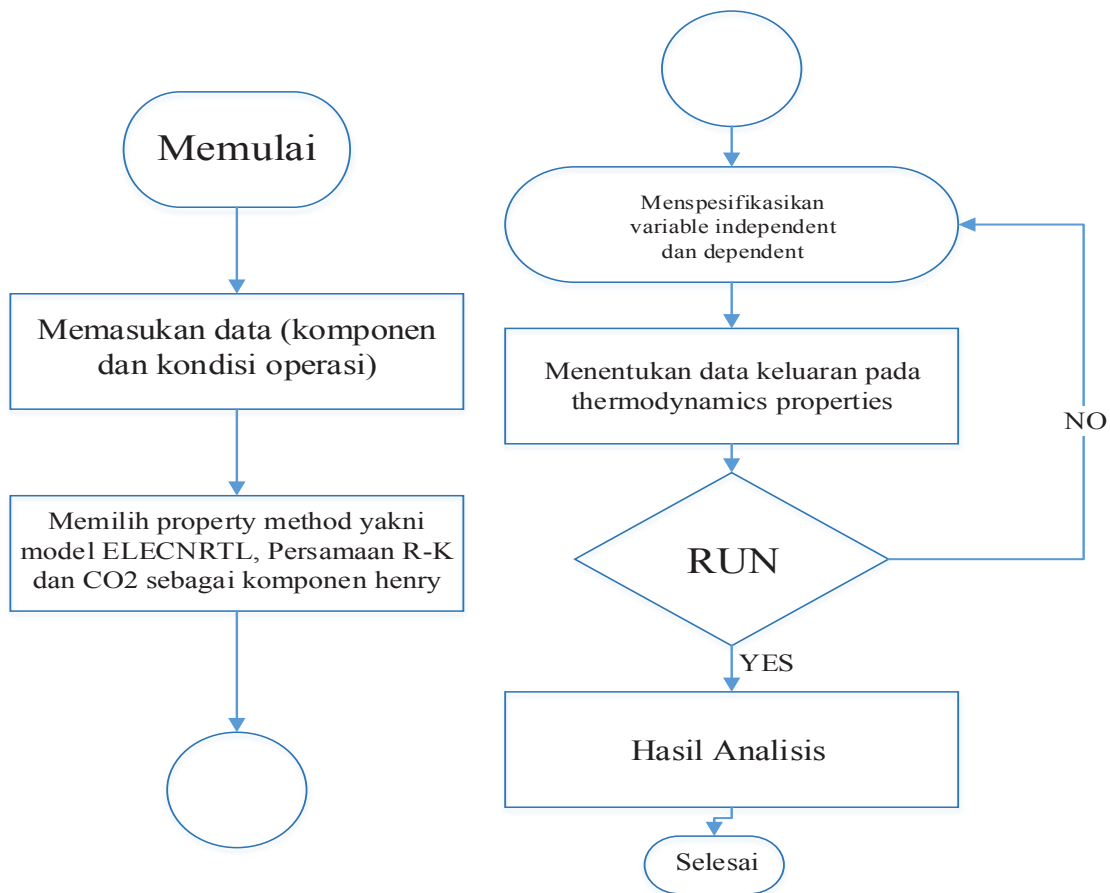 Memulai
Memasukan data (komponen
dan kondisi operasi)
Memilih property method yakni
model ELECNRTL, Persamaan R-K
dan CO2 sebagai komponen henry
Menspesifikasikan
variable independent
dan dependent
Menentukan data keluaran pada
thermodynamics properties
NO
RUN
YES
Hasil Analisis
Selesai